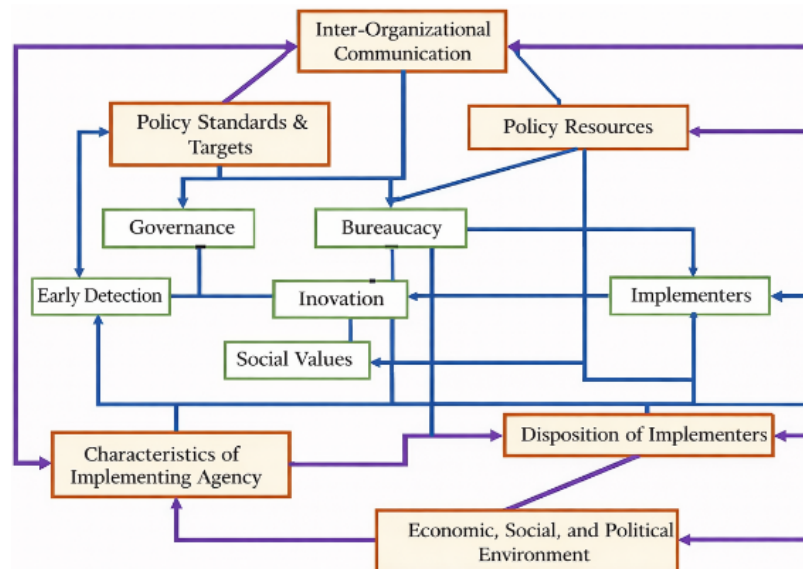 Inter-Organizational
Communication
Policy Standards &
Targets
Policy Resources
Governance
Bureaucacy
Early Detection
Inovation
Implementers
Social Values
Characteristics of
Implementing Agency
Disposition of Implementers
Economic, Social, and Political
Environment